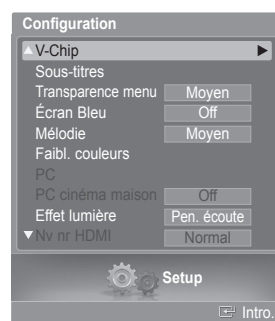 Configuration
V-Chip
Sous-titres
Transparence menu Moyen
Écran Bleu Off
Mélodie Moyen
Faibl. couleurs
PC
PC cinéma maison Off
Effet lumière Pen. écoute
Nv nr HDMI Normal
Setup
Intro.